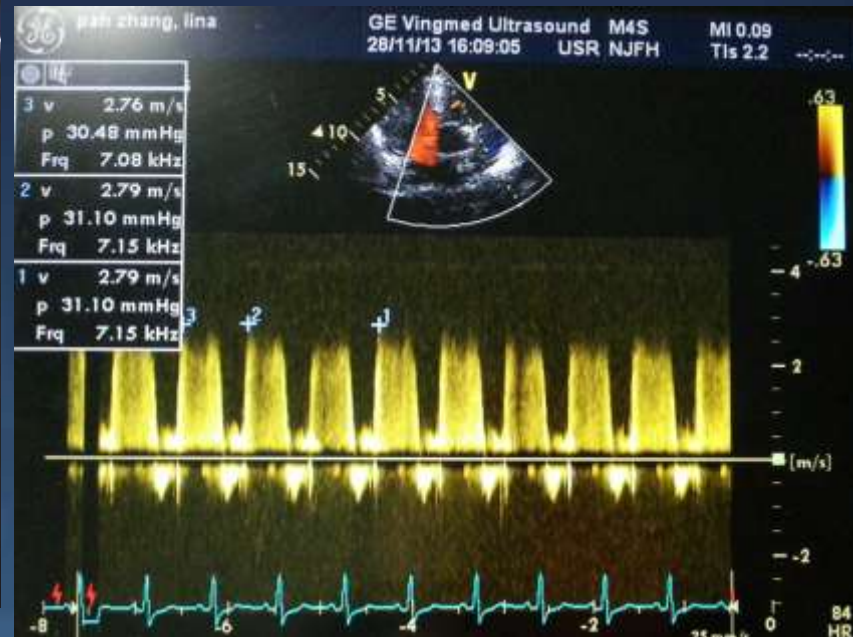 GE
pan zhang, lina
GE Vingmed Ultrasound M4S
MI 0.09
28/11/13 16:09:05 USR NJFH
TIs 2.2
--:--:--
3 v 2.76 m/s
p 30.48 mmHg
Frq 7.08 kHz
2 v 2.79 m/s
p 31.10 mmHg
Frq 7.15 kHz
1 v 2.79 m/s
p 31.10 mmHg
Frq 7.15 kHz
V
5
10
15
.63
-.63
3
2
1
4
2
[m/s]
-2
-8
-6
-4
-2
0
84
HR